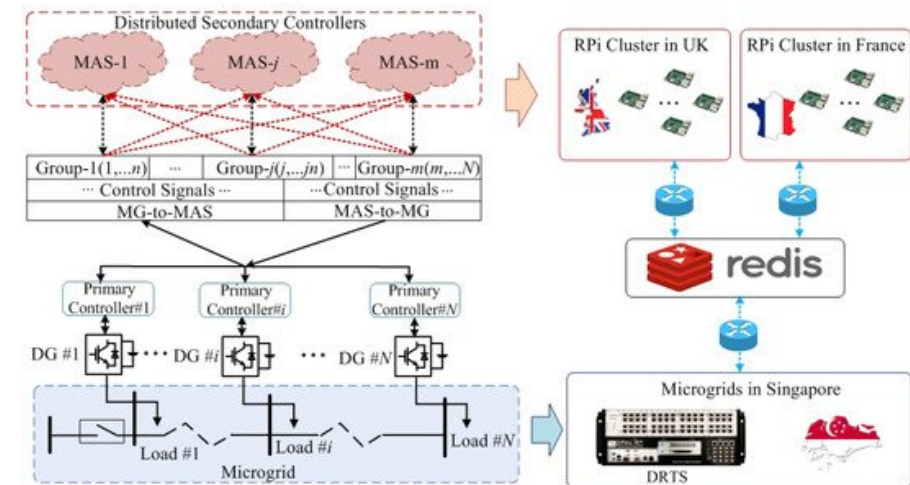 Distributed Secondary Controllers
MAS-1
MAS-j
MAS-m
Group-1(1,...n)
...
Group-j(j,...jn)
...
Group-m(m,...N)
... Control Signals ...
... Control Signals ...
MG-to-MAS
MAS-to-MG
Primary
Controller#1
Primary
Controller#i
Primary
Controller#N
DG #1
...
DG #i
...
DG #N
Load #1
Load #i
Load #N
Microgrid
RPi Cluster in UK
...
...
RPi Cluster in France
...
...
redis
Microgrids in Singapore
DRTS